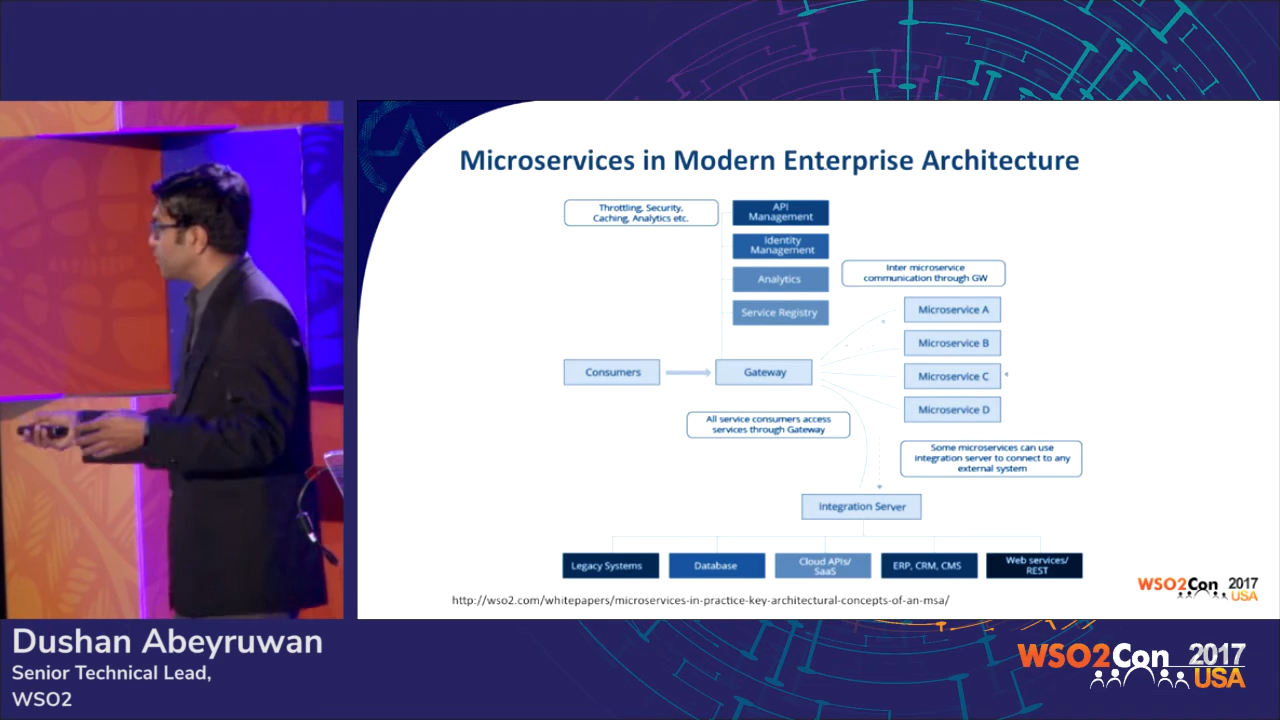 Microservices in Modern Enterprise Architecture
Throttling, Security,
Caching, Analytics etc.
API
Management
Identity
Management
Analytics
Service Registry
Inter microservice
communication through GW
Microservice A
Microservice B
Microservice C
Microservice D
Consumers
Gateway
All service consumers access
services through Gateway
Some microservices can use
integration server to connect to any
external system
Integration Server
Legacy Systems
Database
Cloud APIs/
SaaS
ERP, CRM, CMS
Web services/
REST
http://wso2.com/whitepapers/microservices-in-practice-key-architectural-concepts-of-an-msa/
WSO2Con 2017
USA
Dushan Abeyruwan
Senior Technical Lead,
WSO2
WSO2Con 2017
USA